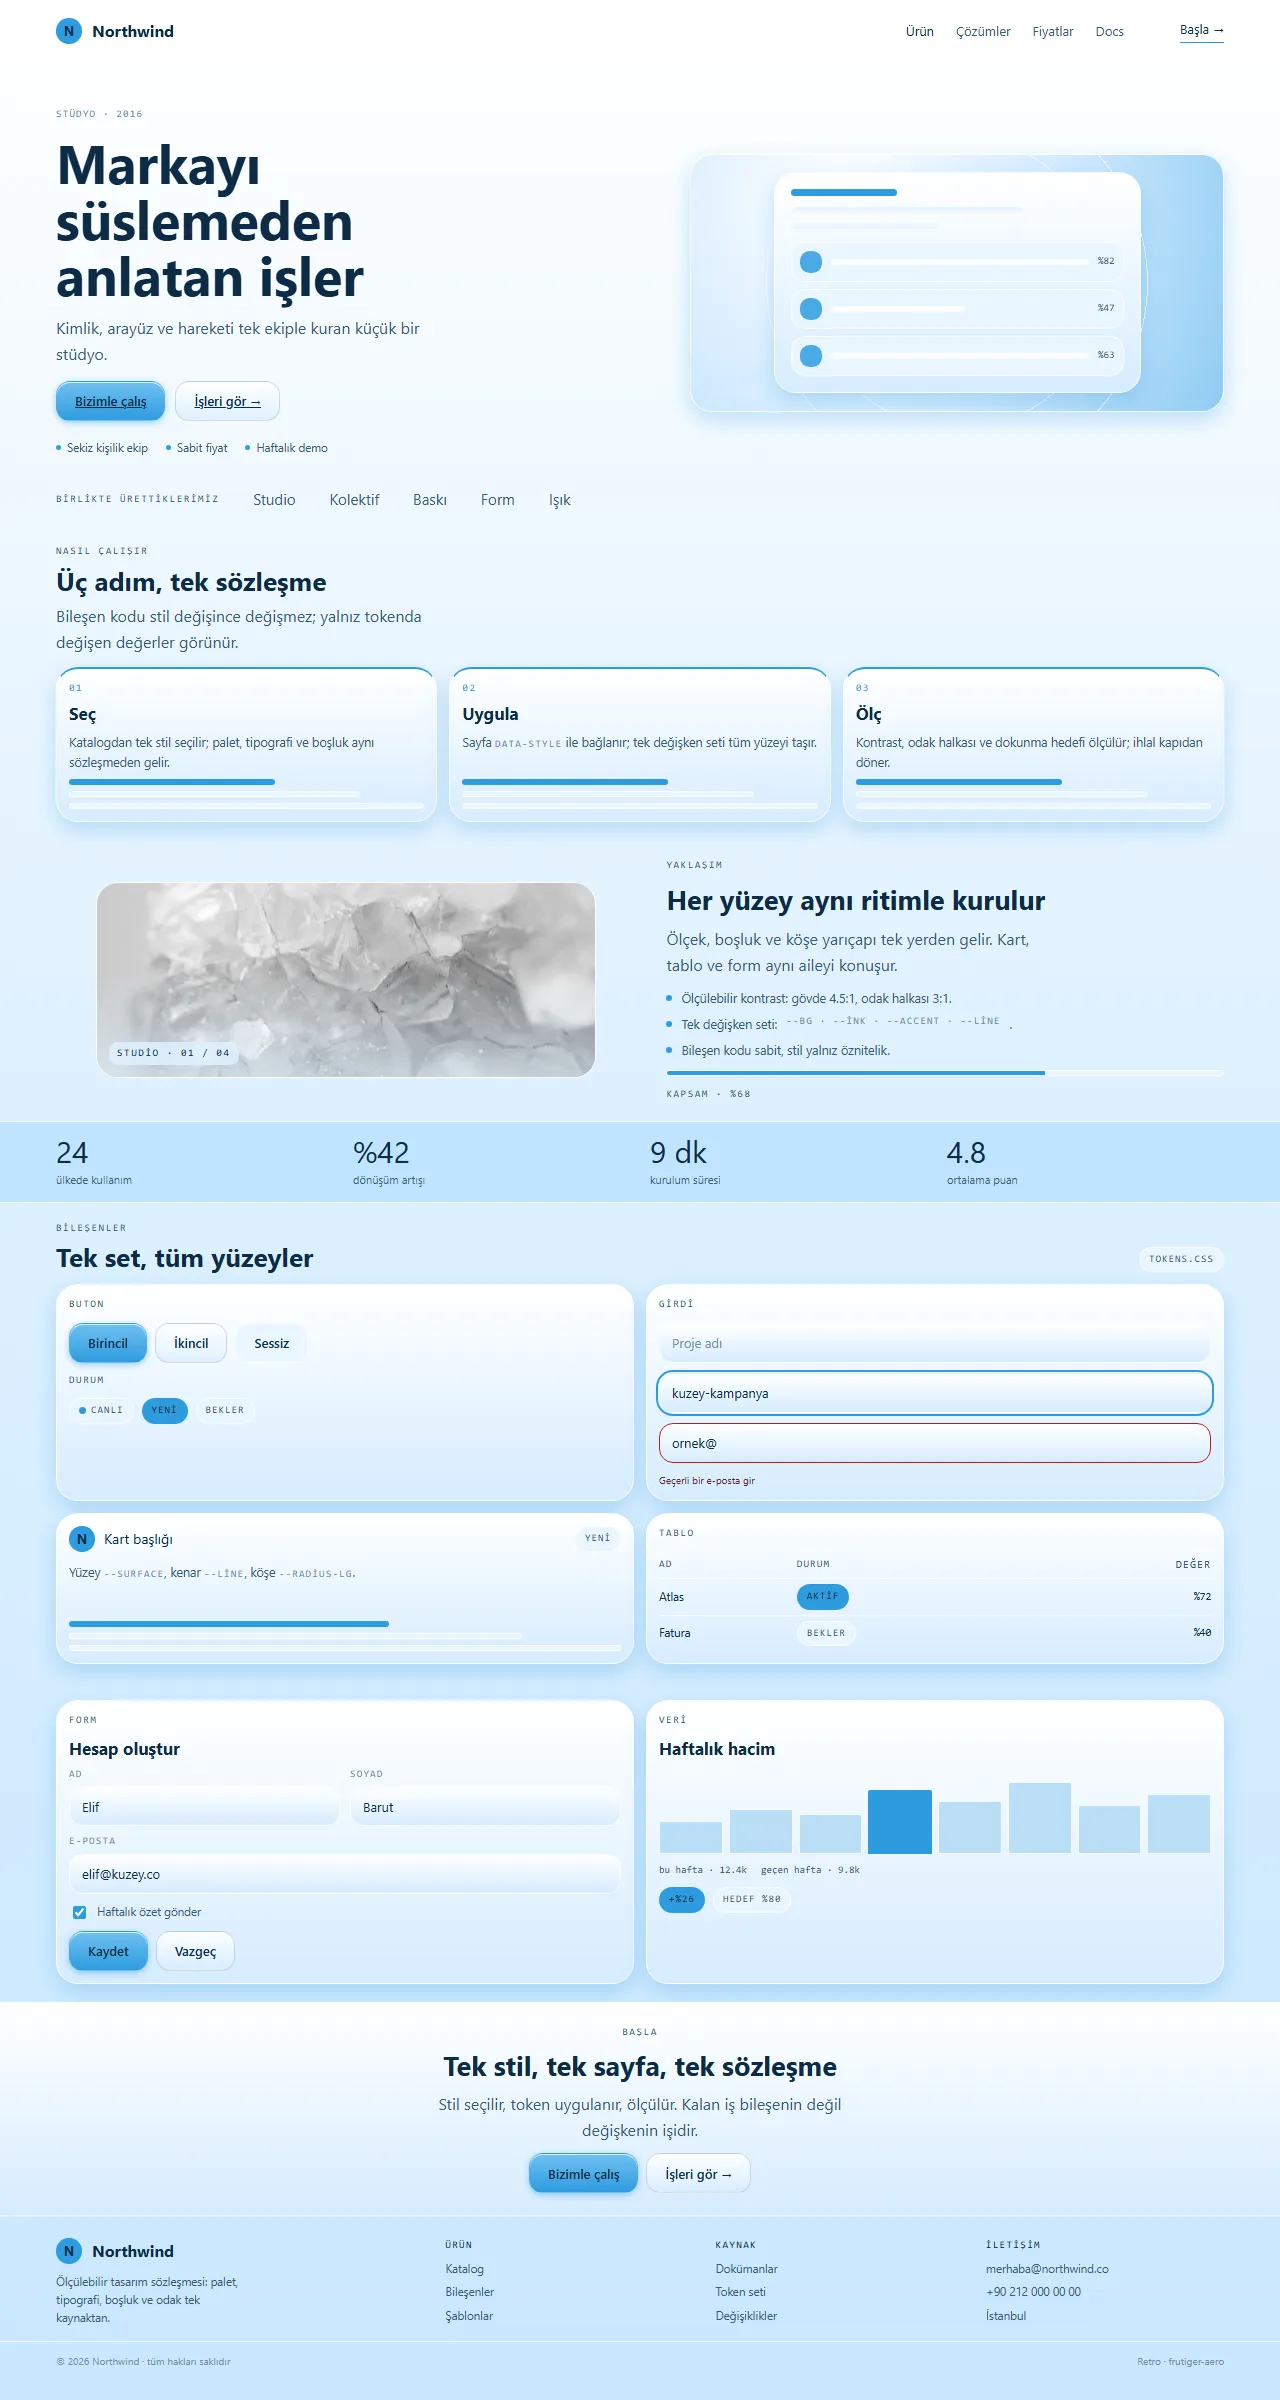 N Northwind
Ürün Çözümler Fiyatlar Docs Başla →
STÜDYO · 2016
Markayı
süslemeden
anlatan işler
Kimlik, arayüz ve hareketi tek ekiple kuran küçük bir
stüdyo.
Bizimle çalış İşleri gör →
Sekiz kişilik ekip Sabit fiyat Haftalık demo
%82
%47
%63
BİRLİKTE ÜRETTİKLERİMİZ Studio Kolektif Baskı Form Işık
NASIL ÇALIŞIR
Üç adım, tek sözleşme
Bileşen kodu stil değişince değişmez; yalnız tokenda
değişen değerler görünür.
01
Seç
Katalogdan tek stil seçilir; palet, tipografi ve boşluk aynı
sözleşmeden gelir.
02
Uygula
Sayfa DATA-STYLE ile bağlanır; tek değişken seti tüm yüzeyi taşır.
03
Ölç
Kontrast, odak halkası ve dokunma hedefi ölçülür; ihlal kapıdan
döner.
STUDİO · 01 / 04
YAKLAŞIM
Her yüzey aynı ritimle kurulur
Ölçek, boşluk ve köşe yarıçapı tek yerden gelir. Kart,
tablo ve form aynı aileyi konuşur.
Ölçülebilir kontrast: gövde 4.5:1, odak halkası 3:1.
Tek değişken seti: --BG · --İNK · --ACCENT · --LİNE .
Bileşen kodu sabit, stil yalnız öznitelik.
KAPSAM · %68
24
ülkede kullanım
%42
dönüşüm artışı
9 dk
kurulum süresi
4.8
ortalama puan
BİLEŞENLER
Tek set, tüm yüzeyler
TOKENS.CSS
BUTON
Birincil İkincil Sessiz
DURUM
CANLI YENİ BEKLER
GİRDİ
Proje adı
kuzey-kampanya
ornek@
Geçerli bir e-posta gir
N Kart başlığı YENİ
Yüzey --SURFACE, kenar --LİNE, köşe --RADİUS-LG.
TABLO
AD DURUM DEĞER
Atlas AKTİF %72
Fatura BEKLER %40
FORM
Hesap oluştur
AD SOYAD
Elif Barut
E-POSTA
elif@kuzey.co
Haftalık özet gönder
Kaydet Vazgeç
VERİ
Haftalık hacim
bu hafta · 12.4k geçen hafta · 9.8k
+%26 HEDEF %80
BAŞLA
Tek stil, tek sayfa, tek sözleşme
Stil seçilir, token uygulanır, ölçülür. Kalan iş bileşenin değil
değişkenin işidir.
Bizimle çalış İşleri gör →
N Northwind
Ölçülebilir tasarım sözleşmesi: palet,
tipografi, boşluk ve odak tek
kaynaktan.
ÜRÜN
Katalog
Bileşenler
Şablonlar
KAYNAK
Dokümanlar
Token seti
Değişiklikler
İLETİŞİM
merhaba@northwind.co
+90 212 000 00 00
İstanbul
© 2026 Northwind · tüm hakları saklıdır
Retro · frutiger-aero